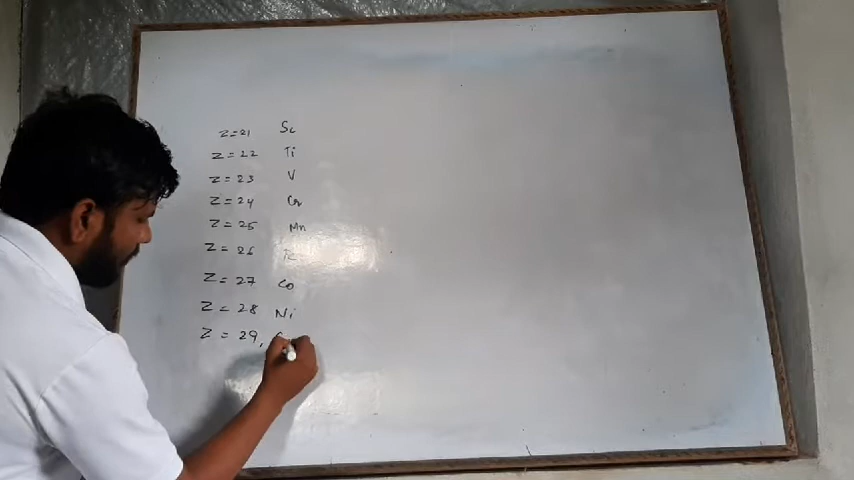 Z=21 Sc
Z = 22 Ti
Z = 23 V
Z = 24 Cr
Z = 25 Mn
Z = 26 Fe
Z = 27 Co
Z = 28 Ni
Z = 29,